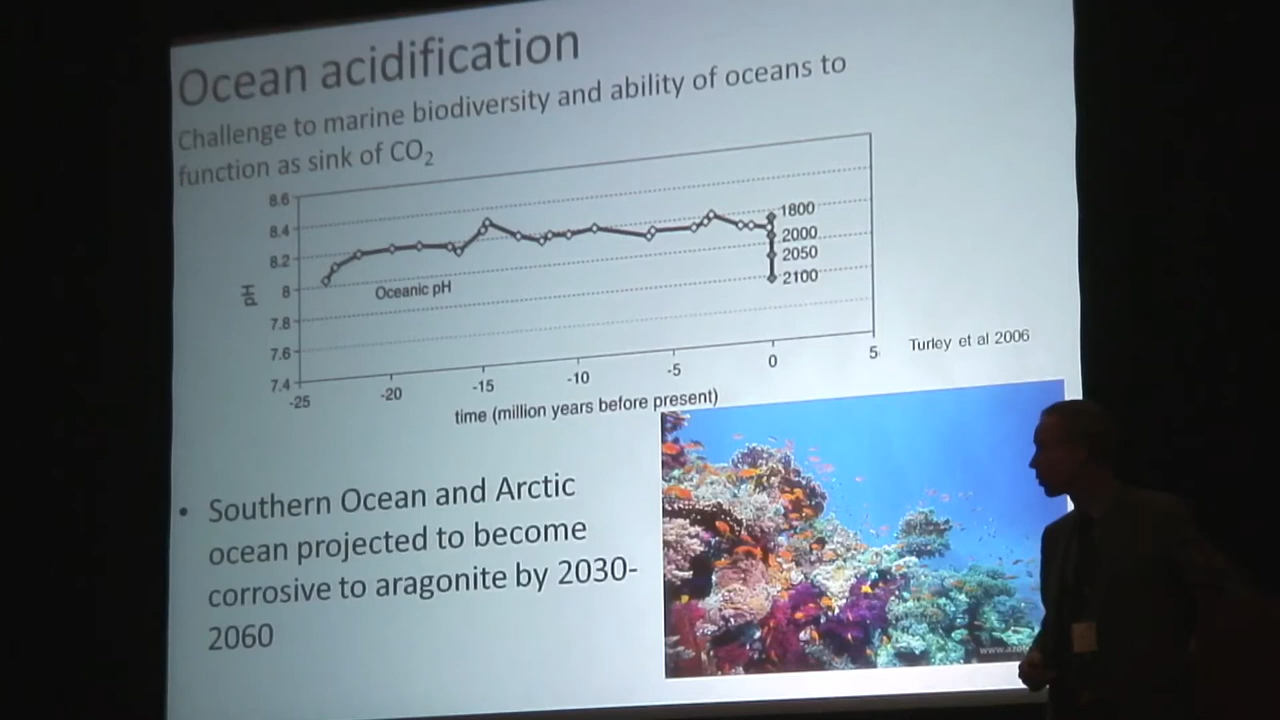 Ocean acidification
Challenge to marine biodiversity and ability of oceans to
function as sink of CO₂
8.6
8.4
8.2
8
7.8
7.6
7.4
pH
Oceanic pH
1800
2000
2050
2100
-25
-20
-15
-10
-5
0
5
time (million years before present)
Turley et al 2006
• Southern Ocean and Arctic
ocean projected to become
corrosive to aragonite by 2030-
2060